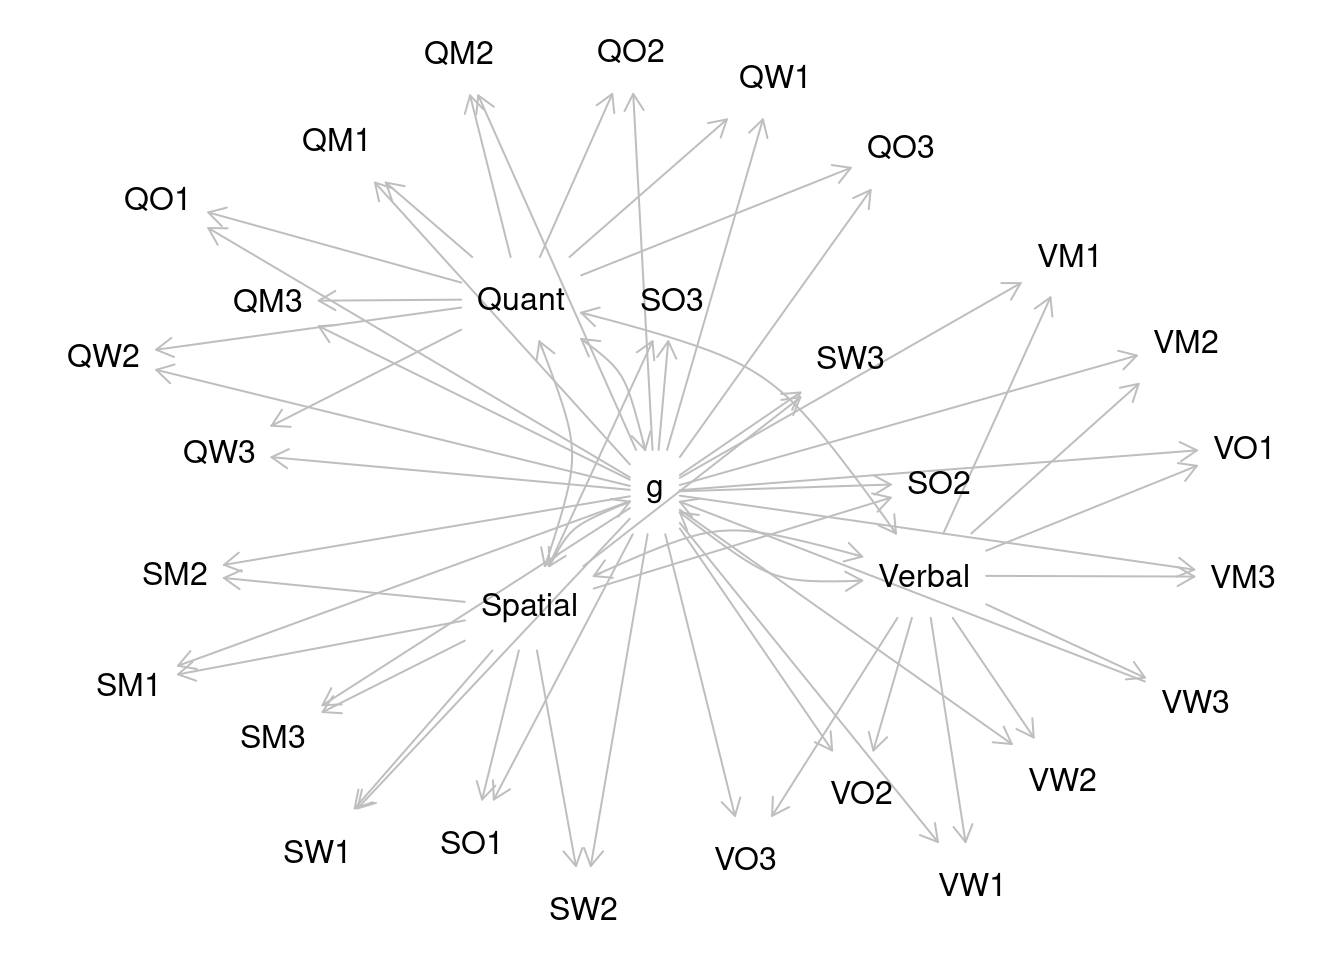 QM2
QO2
QW1
QM1
QO3
QO1
VM1
QM3
Quant
SO3
VM2
QW2
SW3
QW3
VO1
g
SO2
SM2
Verbal
VM3
Spatial
SM1
VW3
SM3
VW2
VO2
SW1
SO1
VO3
VW1
SW2